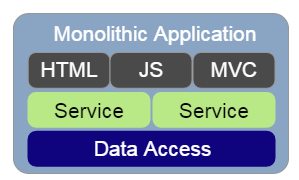 Monolithic Application
HTML JS MVC
Service Service
Data Access